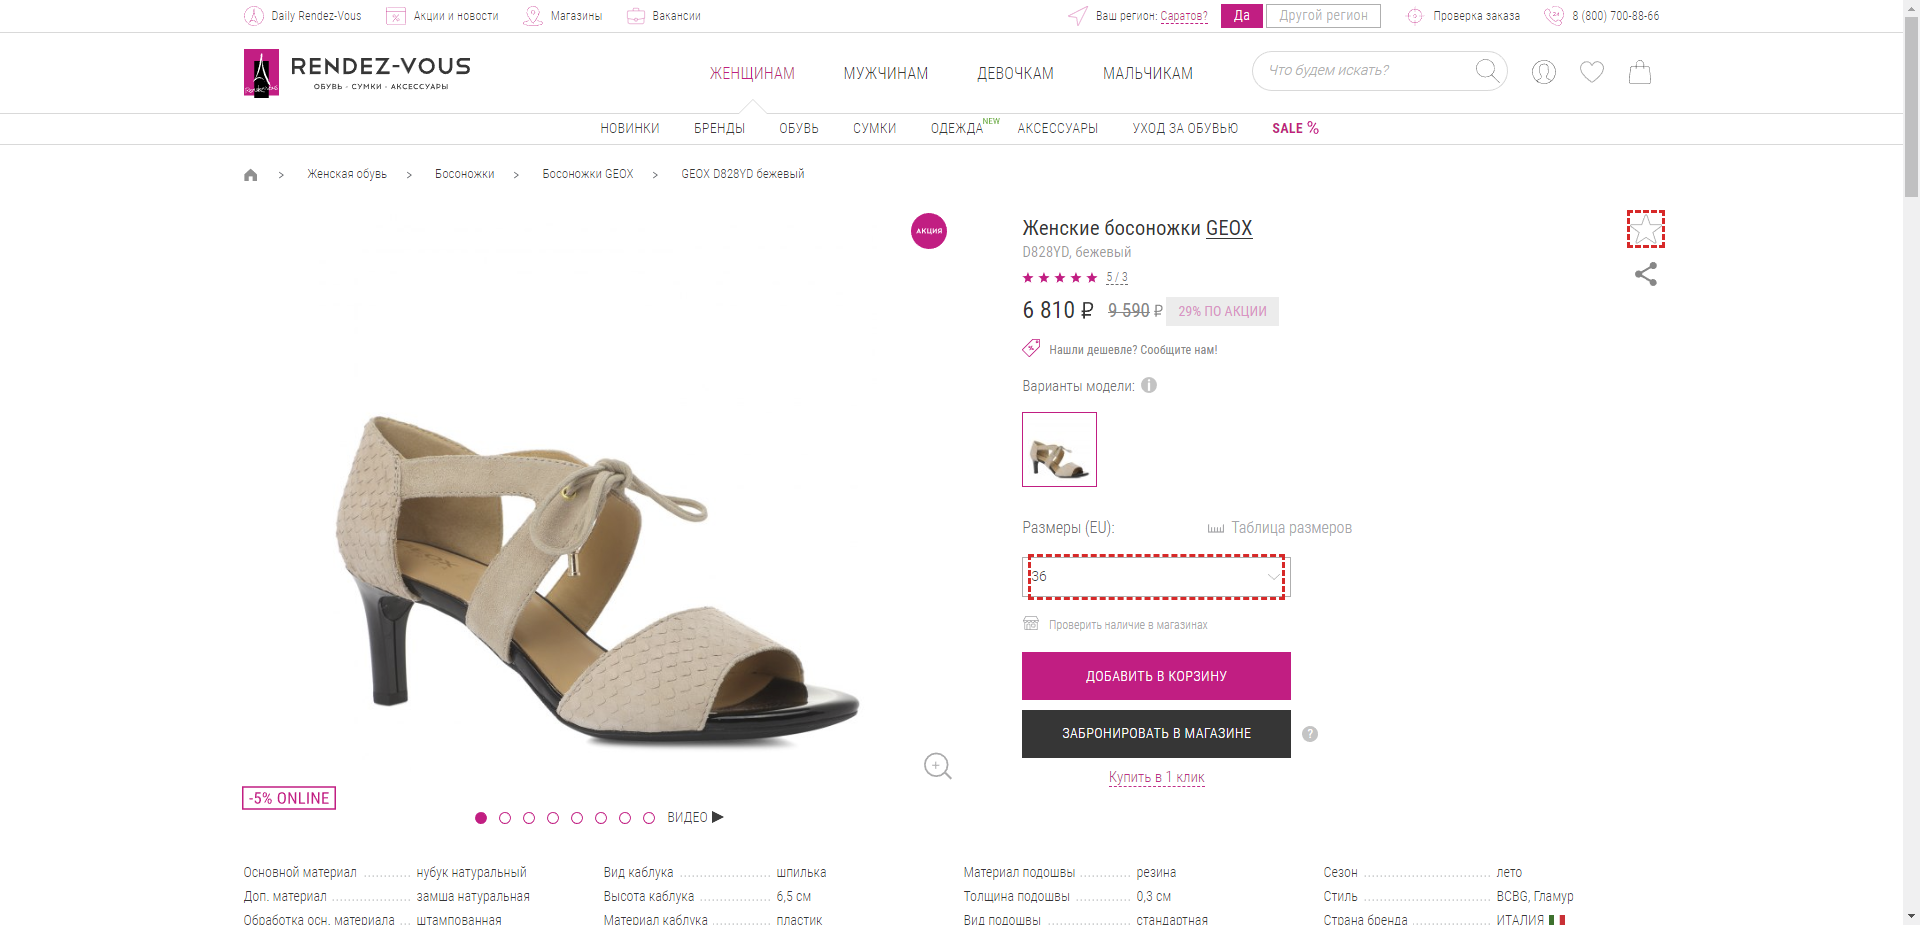 Daily Rendez-Vous
Акции и новости
Магазины
Вакансии
Ваш регион: Саратов?
Да
Другой регион
Проверка заказа
8 (800) 700-88-66
RENDEZ-VOUS
ОБУВЬ · СУМКИ · АКСЕССУАРЫ
ЖЕНЩИНАМ
МУЖЧИНАМ
ДЕВОЧКАМ
МАЛЬЧИКАМ
Что будем искать?
НОВИНКИ
БРЕНДЫ
ОБУВЬ
СУМКИ
ОДЕЖДА NEW
АКСЕССУАРЫ
УХОД ЗА ОБУВЬЮ
SALE %
> Женская обувь > Босоножки > Босоножки GEOX > GEOX D828YD бежевый
АКЦИЯ
Женские босоножки GEOX
D828YD, бежевый
5 / 3
6 810 ₽ 9 590 ₽ 29% ПО АКЦИИ
Нашли дешевле? Сообщите нам!
Варианты модели:
Размеры (EU):
Таблица размеров
36
Проверить наличие в магазинах
ДОБАВИТЬ В КОРЗИНУ
ЗАБРОНИРОВАТЬ В МАГАЗИНЕ
?
Купить в 1 клик
-5% ONLINE
ВИДЕО
Основной материал нубук натуральный
Доп. материал замша натуральная
Обработка осн. материала штампованная
Вид каблука шпилька
Высота каблука 6,5 см
Материал каблука пластик
Материал подошвы резина
Толщина подошвы 0,3 см
Вид подошвы стандартная
Сезон лето
Стиль BCBG, Гламур
Страна бренда ИТАЛИЯ